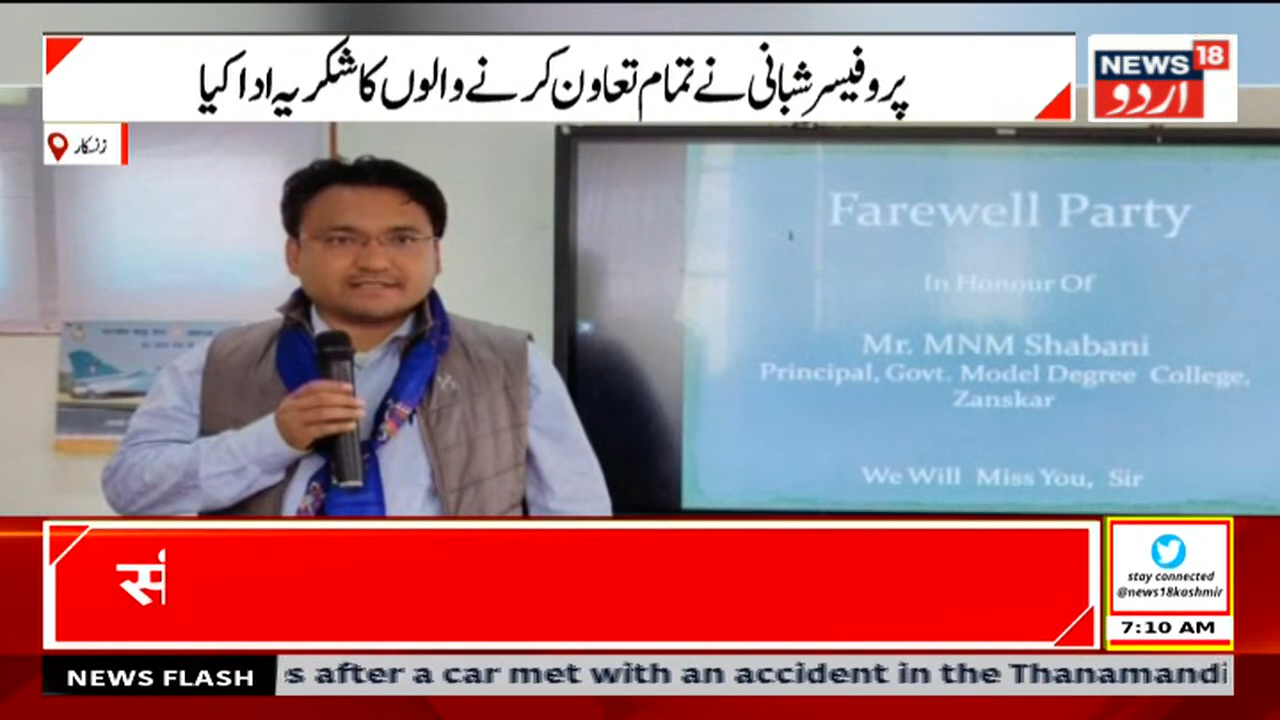 پروفیسر شبانی نے تمام تعاون کرنے والوں کا شکریہ ادا کیا
NEWS 18
اردو
زنسکار
Farewell Party
In Honour Of
Mr. MNM Shabani
Principal, Govt. Model Degree College,
Zanskar
We Will Miss You, Sir
सं
stay connected
@news18kashmir
7:10 AM
NEWS FLASH
s after a car met with an accident in the Thanamandi